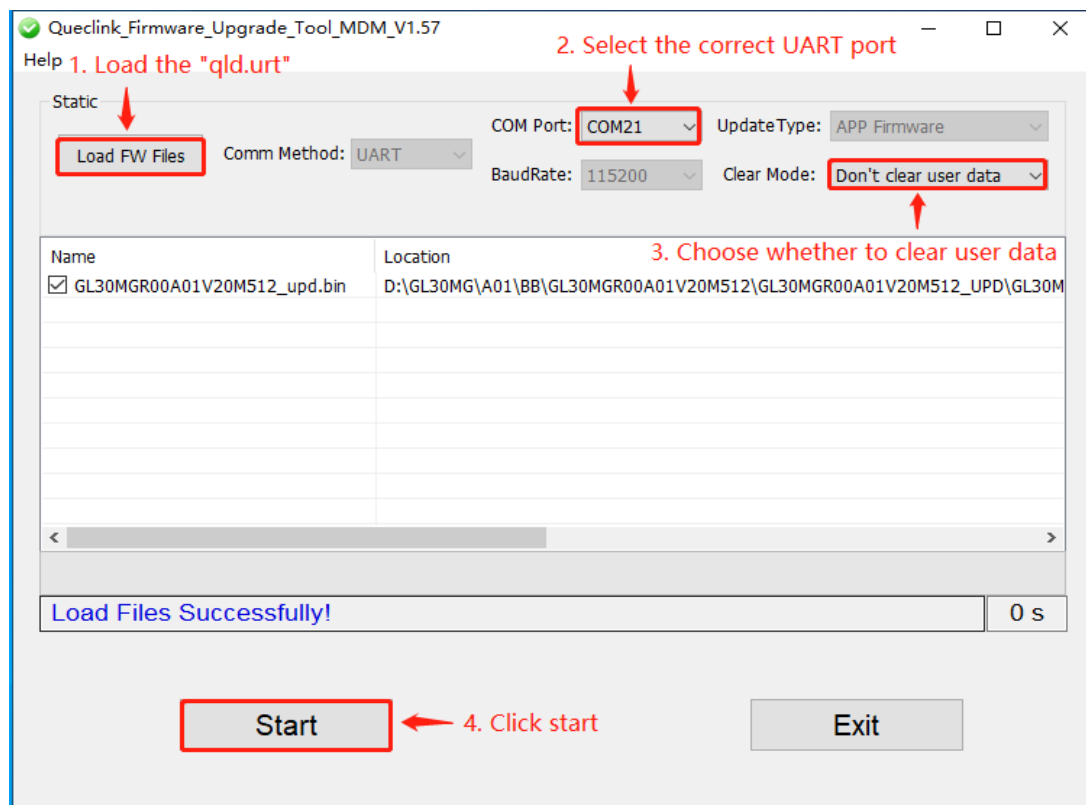 Queclink_Firmware_Upgrade_Tool_MDM_V1.57
Help
1. Load the "qld.urt"
2. Select the correct UART port
Static
Load FW Files
Comm Method: UART
COM Port: COM21
UpdateType: APP Firmware
BaudRate: 115200
Clear Mode: Don't clear user data
3. Choose whether to clear user data
Name Location
GL30MGR00A01V20M512_upd.bin D:\GL30MG\A01\BB\GL30MGR00A01V20M512\GL30MGR00A01V20M512_UPD\GL30M
Load Files Successfully! 0 s
Start
4. Click start
Exit